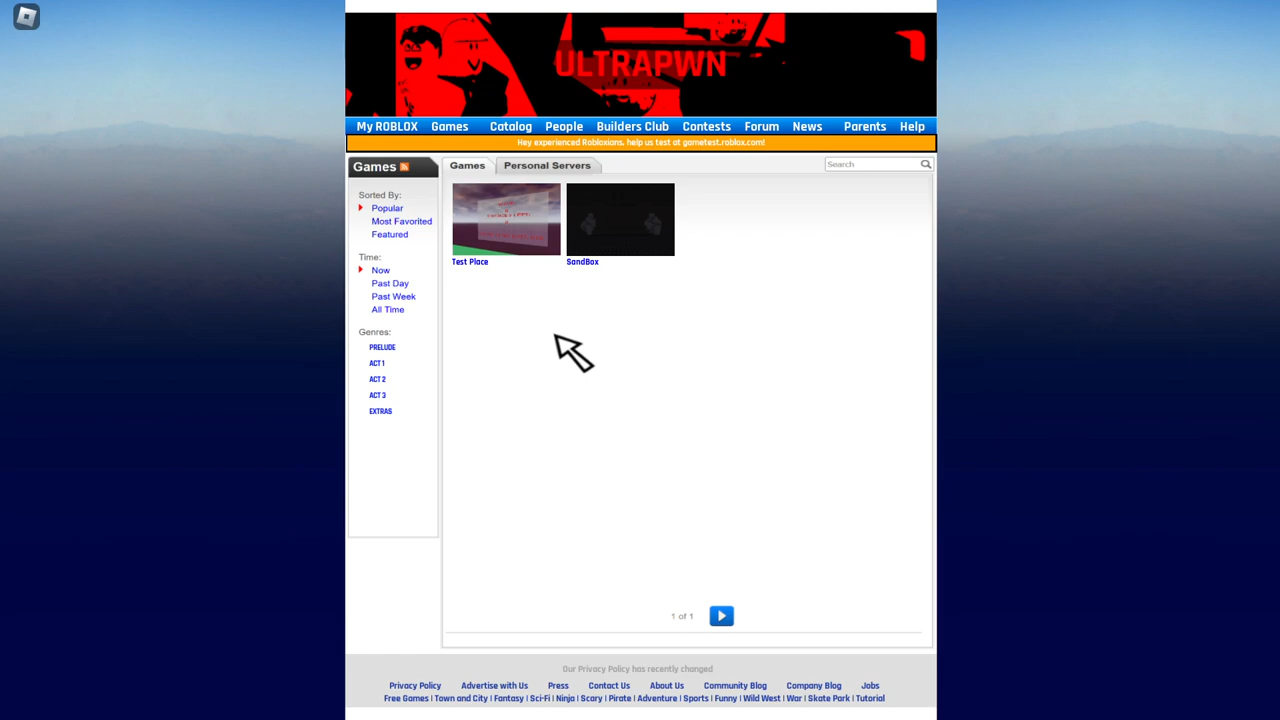 ULTRAPWN
My ROBLOX Games Catalog People Builders Club Contests Forum News Parents Help
Hey experienced Robloxians, help us test at gametest.roblox.com!
Games
Games Personal Servers
Search
Sorted By:
Popular
Most Favorited
Featured
Time:
Now
Past Day
Past Week
All Time
Genres:
PRELUDE
ACT 1
ACT 2
ACT 3
EXTRAS
Test Place
SandBox
1 of 1
Our Privacy Policy has recently changed
Privacy Policy Advertise with Us Press Contact Us About Us Community Blog Company Blog Jobs
Free Games | Town and City | Fantasy | Sci-Fi | Ninja | Scary | Pirate | Adventure | Sports | Funny | Wild West | War | Skate Park | Tutorial